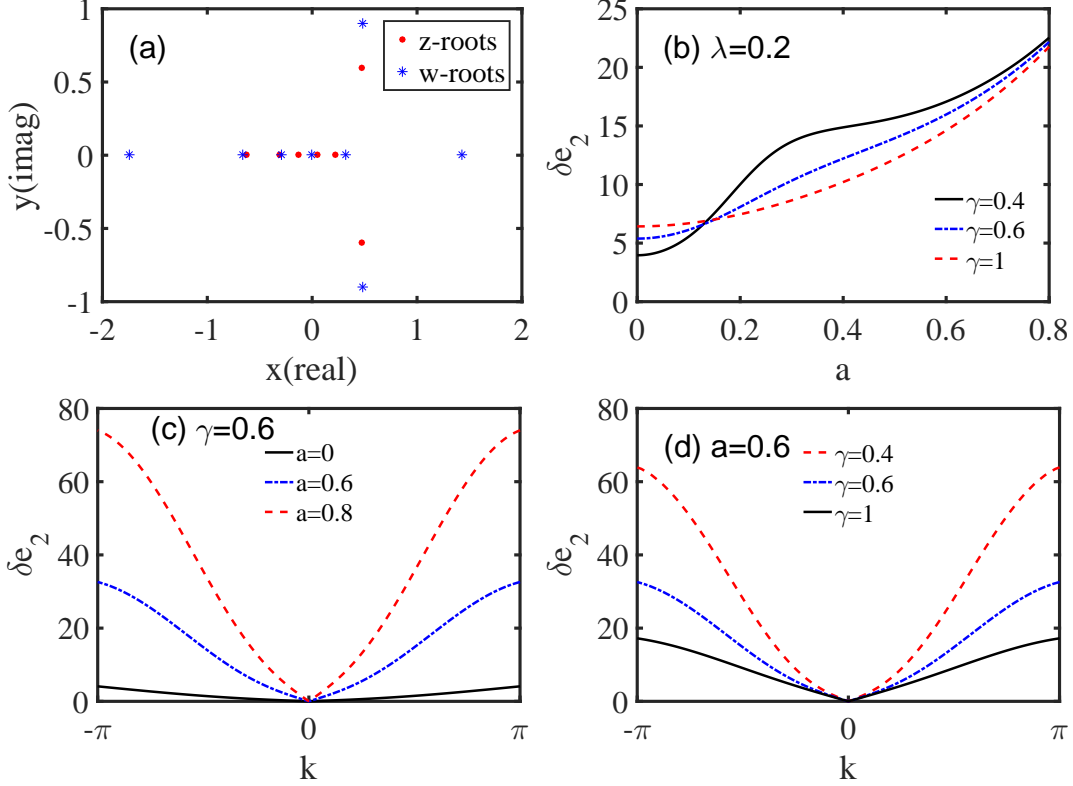 (a)
z-roots
w-roots
1
0.5
0
-0.5
-1
y(imag)
-2
-1
0
1
2
x(real)
(b) λ=0.2
25
20
15
10
5
0
δe2
γ=0.4
γ=0.6
γ=1
0
0.2
0.4
0.6
0.8
a
(c) γ=0.6
a=0
a=0.6
a=0.8
80
60
40
20
0
δe2
-π
0
π
k
(d) a=0.6
γ=0.4
γ=0.6
γ=1
80
60
40
20
0
δe2
-π
0
π
k